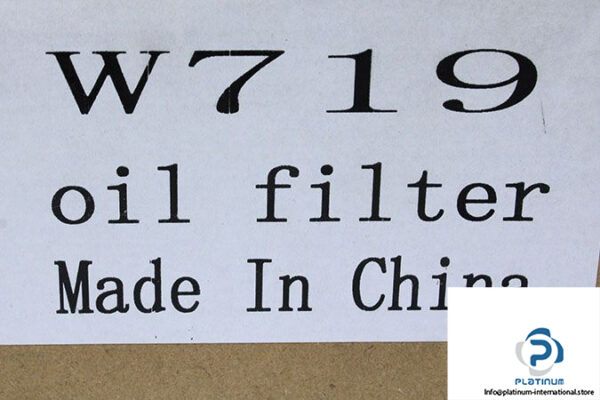 W719
oil filter
Made In China
PLATINUM
Info@platinum-international.store